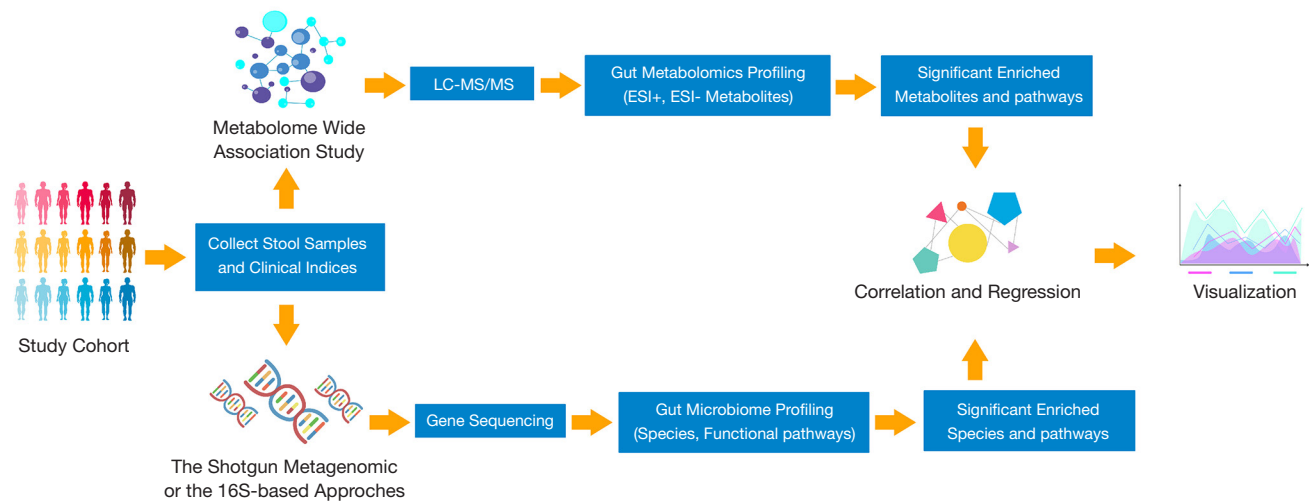 LC-MS/MS
Gut Metabolomics Profiling
(ESI+, ESI- Metabolites)
Significant Enriched
Metabolites and pathways
Metabolome Wide
Association Study
Collect Stool Samples
and Clinical Indices
Study Cohort
Correlation and Regression
Visualization
Gene Sequencing
Gut Microbiome Profiling
(Species, Functional pathways)
Significant Enriched
Species and pathways
The Shotgun Metagenomic
or the 16S-based Approches